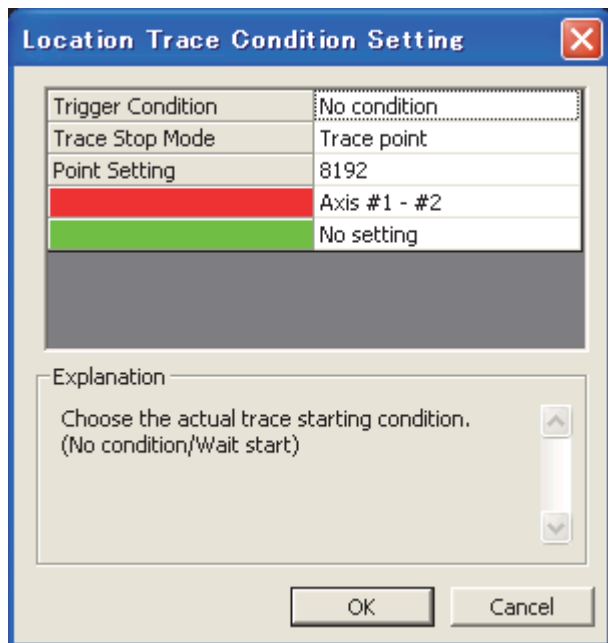 Location Trace Condition Setting
Trigger Condition No condition
Trace Stop Mode Trace point
Point Setting 8192
Axis #1 - #2
No setting
Explanation
Choose the actual trace starting condition.
(No condition/Wait start)
OK Cancel